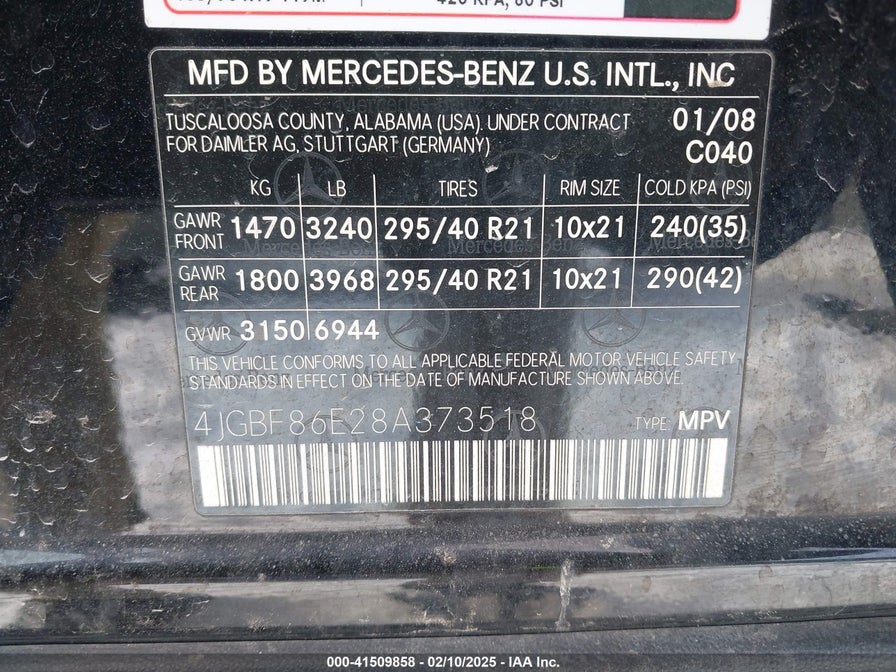 420 KPA, 60 PSI
MFD BY MERCEDES-BENZ U.S. INTL., INC
TUSCALOOSA COUNTY, ALABAMA (USA). UNDER CONTRACT 01/08
FOR DAIMLER AG, STUTTGART (GERMANY) C040
KG LB TIRES RIM SIZE COLD KPA (PSI)
GAWR FRONT 1470 3240 295/40 R21 10x21 240(35)
GAWR REAR 1800 3968 295/40 R21 10x21 290(42)
GVWR 3150 6944
THIS VEHICLE CONFORMS TO ALL APPLICABLE FEDERAL MOTOR VEHICLE SAFETY
STANDARDS IN EFFECT ON THE DATE OF MANUFACTURE SHOWN ABOVE.
4JGBF86E28A373518 TYPE: MPV
000-41509858 - 02/10/2025 - IAA Inc.